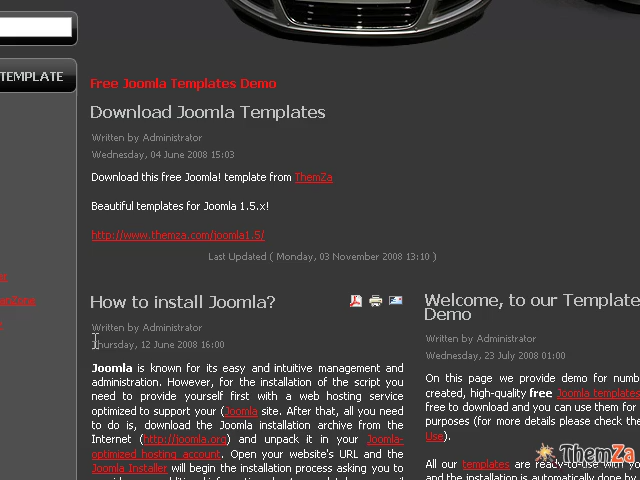 TEMPLATE
Free Joomla Templates Demo
Download Joomla Templates
Written by Administrator
Wednesday, 04 June 2008 15:03
Download this free Joomla! template from ThemZa
Beautiful templates for Joomla 1.5.x!
http://www.themza.com/joomla1.5/
Last Updated ( Monday, 03 November 2008 13:10 )
How to install Joomla?
Written by Administrator
Thursday, 12 June 2008 16:00
Joomla is known for its easy and intuitive management and
administration. However, for the installation of the script you
need to provide yourself first with a web hosting service
optimized to support your (Joomla site. After that, all you need
to do is, download the Joomla installation archive from the
Internet (http://joomla.org) and unpack it in your Joomla-
optimized hosting account. Open your website's URL and the
Joomla Installer will begin the installation process asking you to
Welcome, to our Template
Demo
Written by Administrator
Wednesday, 23 July 2008 01:00
On this page we provide demo for num
created, high-quality free Joomla templates
free to download and you can use them for
purposes (for more details please check the
Use).
All our templates are ready-to-use with yo
and the installation is automatically done by
ThemZa